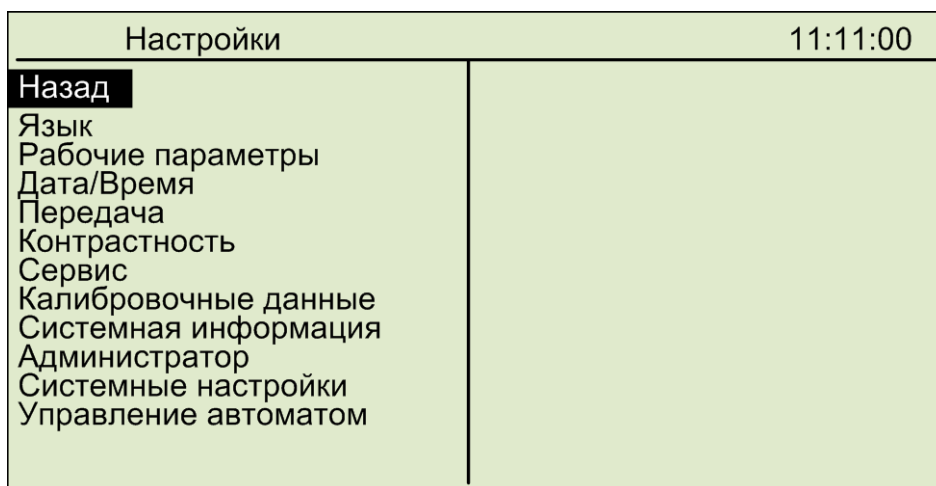 Настройки 11:11:00
Назад
Язык
Рабочие параметры
Дата/Время
Передача
Контрастность
Сервис
Калибровочные данные
Системная информация
Администратор
Системные настройки
Управление автоматом